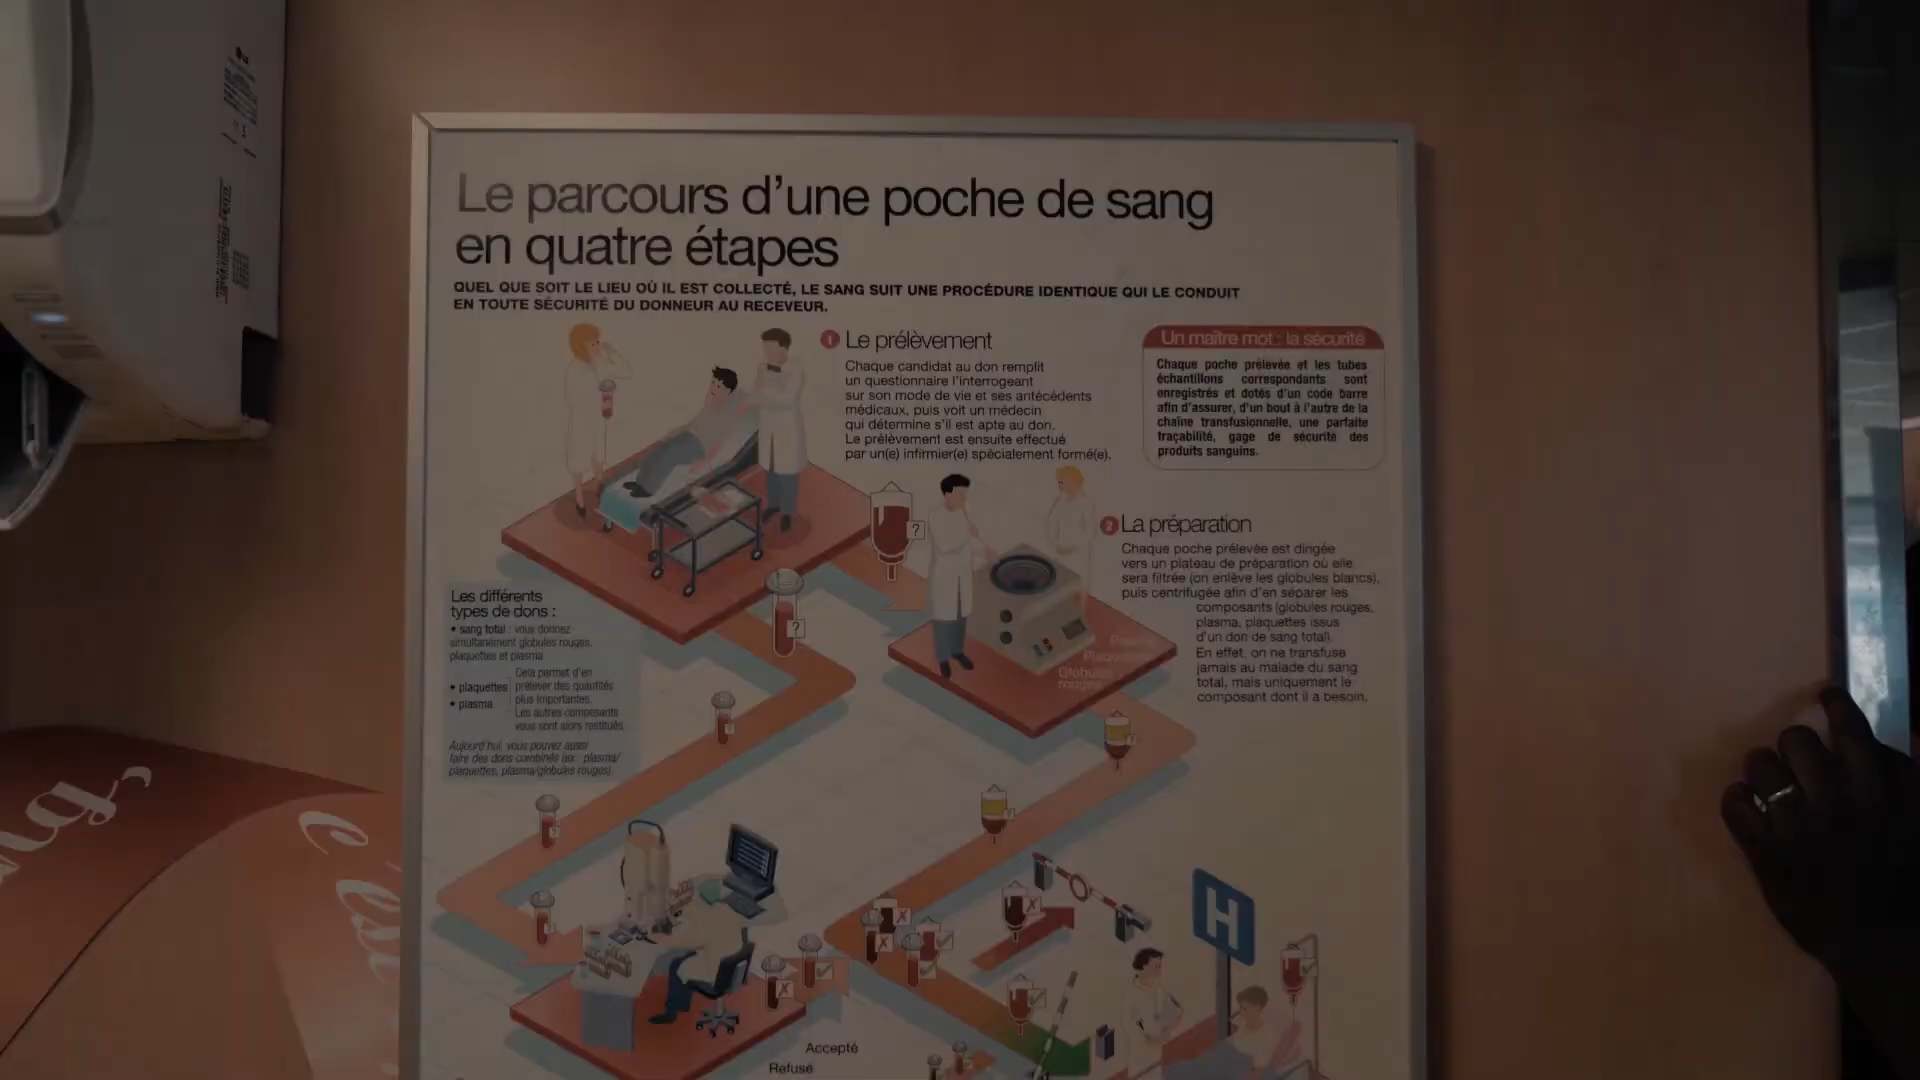 LG
Le parcours d'une poche de sang
en quatre étapes
QUEL QUE SOIT LE LIEU OÙ IL EST COLLECTÉ, LE SANG SUIT UNE PROCÉDURE IDENTIQUE QUI LE CONDUIT
EN TOUTE SÉCURITÉ DU DONNEUR AU RECEVEUR.
1 Le prélèvement
Chaque candidat au don remplit
un questionnaire l'interrogeant
sur son mode de vie et ses antécédents
médicaux, puis voit un médecin
qui détermine s'il est apte au don.
Le prélèvement est ensuite effectué
par un(e) infirmier(e) spécialement formé(e).
Un maître mot : la sécurité
Chaque poche prélevée et les tubes
échantillons correspondants sont
enregistrés et dotés d'un code barre
afin d'assurer, d'un bout à l'autre de la
chaîne transfusionnelle, une parfaite
traçabilité, gage de sécurité des
produits sanguins.
2 La préparation
Chaque poche prélevée est dirigée
vers un plateau de préparation où elle
sera filtrée (on enlève les globules blancs),
puis centrifugée afin d'en séparer les
composants (globules rouges,
plasma, plaquettes issus
d'un don de sang total).
En effet, on ne transfuse
jamais au malade du sang
total, mais uniquement le
composant dont il a besoin.
Plasma
Plaquettes
Globules
rouges
Les différents
types de dons :
• sang total : vous donnez
simultanément globules rouges,
plaquettes et plasma
• plaquettes
• plasma
Cela permet d'en
prélever des quantités
plus importantes.
Les autres composants
vous sont alors restitués
Aujourd'hui, vous pouvez aussi
faire des dons combinés (ex : plasma/
plaquettes, plasma/globules rouges)
H
Accepté
Refusé